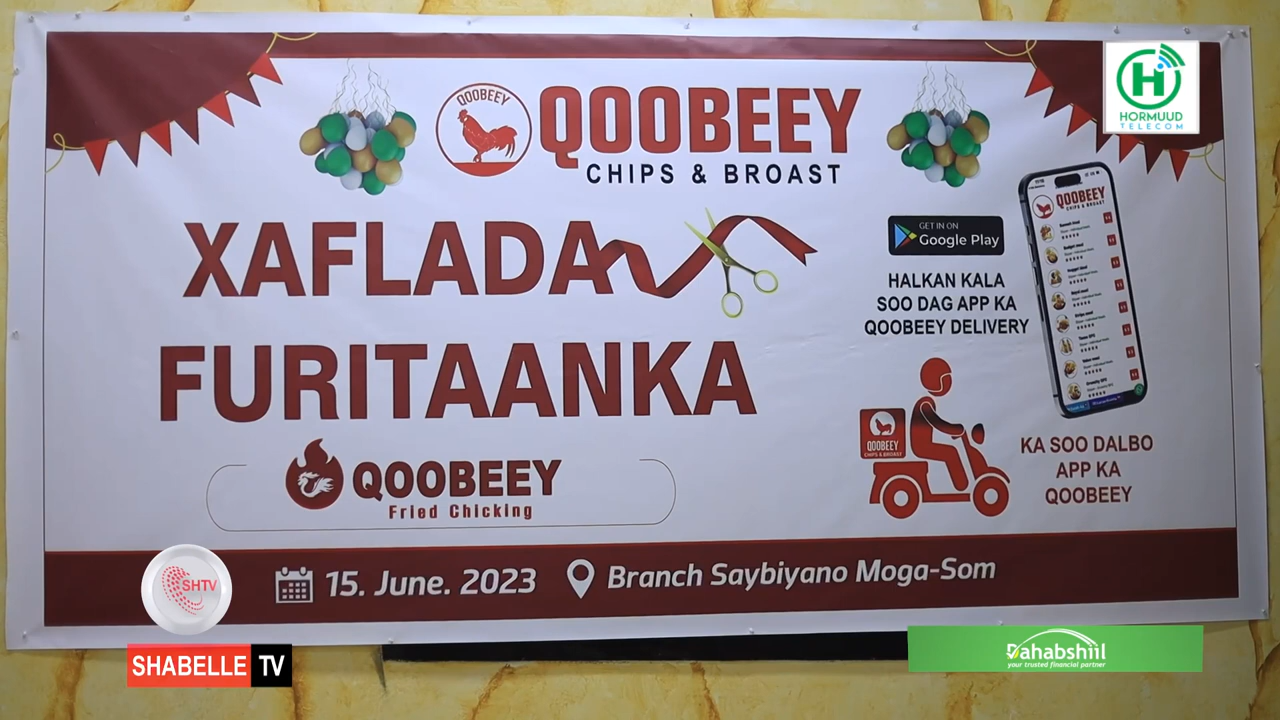 QOOBEEY
QOOBEEY
CHIPS & BROAST
HORMUUD
TELECOM
XAFLADA
FURITAANKA
QOOBEEY
Fried Chicking
GET IN ON
Google Play
HALKAN KALA
SOO DAG APP KA
QOOBEEY DELIVERY
QOOBEEY
CHIPS & BROAST
QOOBEEY
CHIPS & BROAST
KA SOO DALBO
APP KA
QOOBEEY
15. June. 2023
Branch Saybiyano Moga-Som
SHTV
SHABELLE TV
Dahabshiil
your trusted financial partner